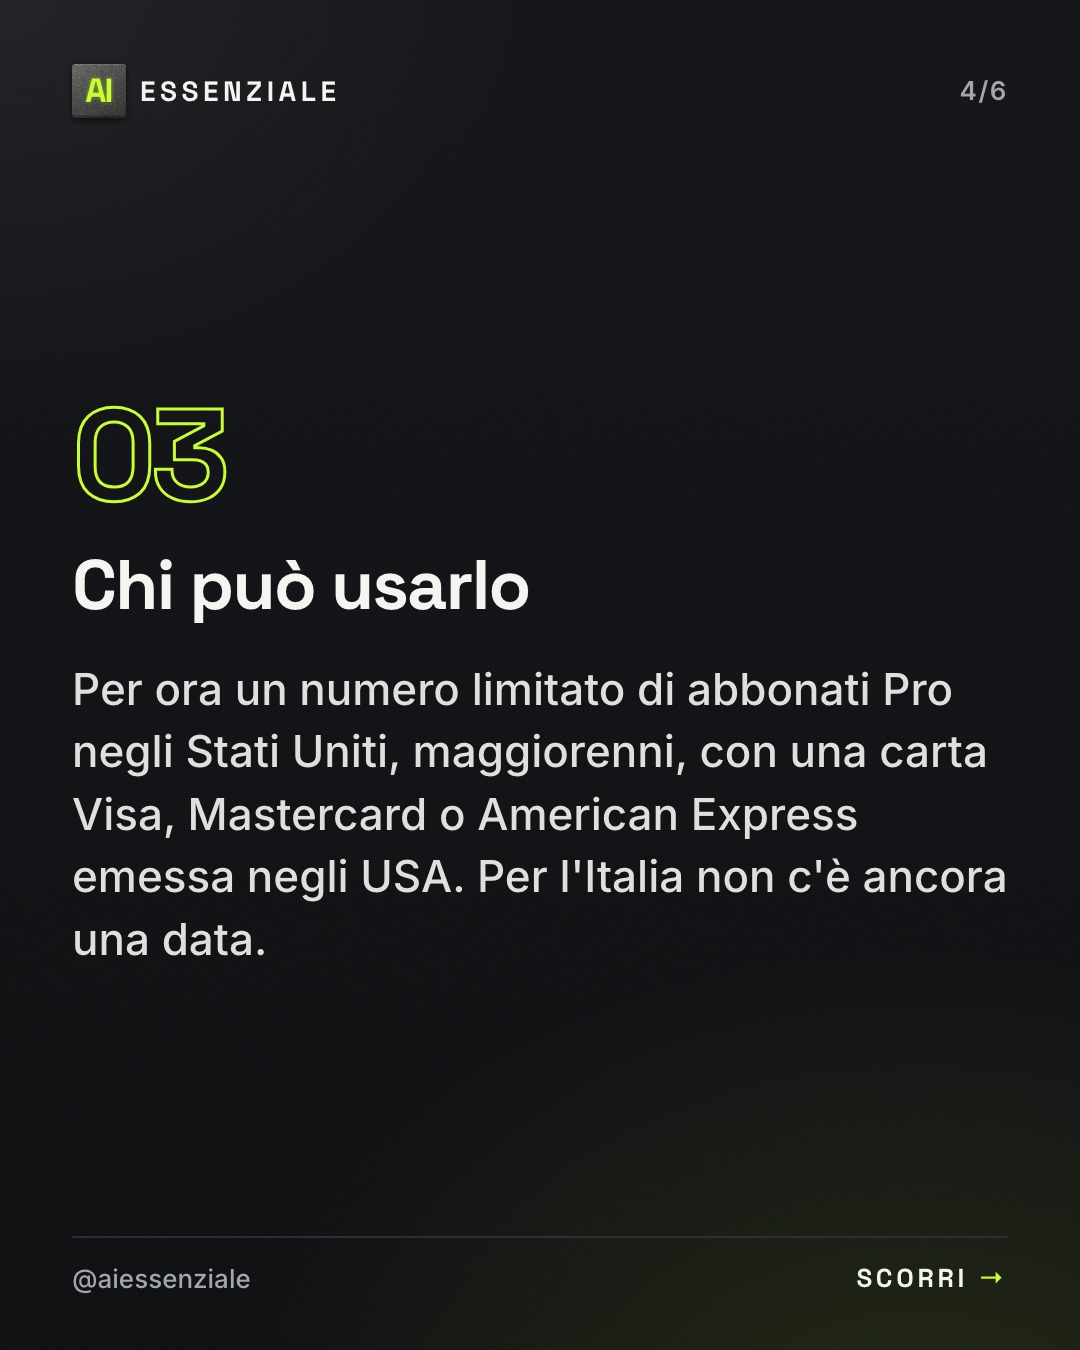 AI ESSENZIALE
4/6
03
Chi può usarlo
Per ora un numero limitato di abbonati Pro
negli Stati Uniti, maggiorenni, con una carta
Visa, Mastercard o American Express
emessa negli USA. Per l'Italia non c'è ancora
una data.
@aiessenziale
SCORRI →